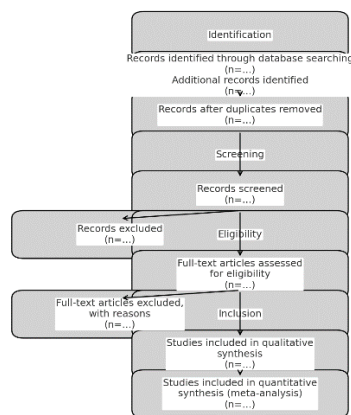 Identification
Records identified through database searching
(n=...)
Additional records identified
(n=...)
Records after duplicates removed
(n=...)
Screening
Records screened
(n=...)
Records excluded
(n=...)
Eligibility
Full-text articles assessed
for eligibility
(n=...)
Full-text articles excluded,
with reasons
(n=...)
Inclusion
Studies included in qualitative
synthesis
(n=...)
Studies included in quantitative
synthesis (meta-analysis)
(n=...)